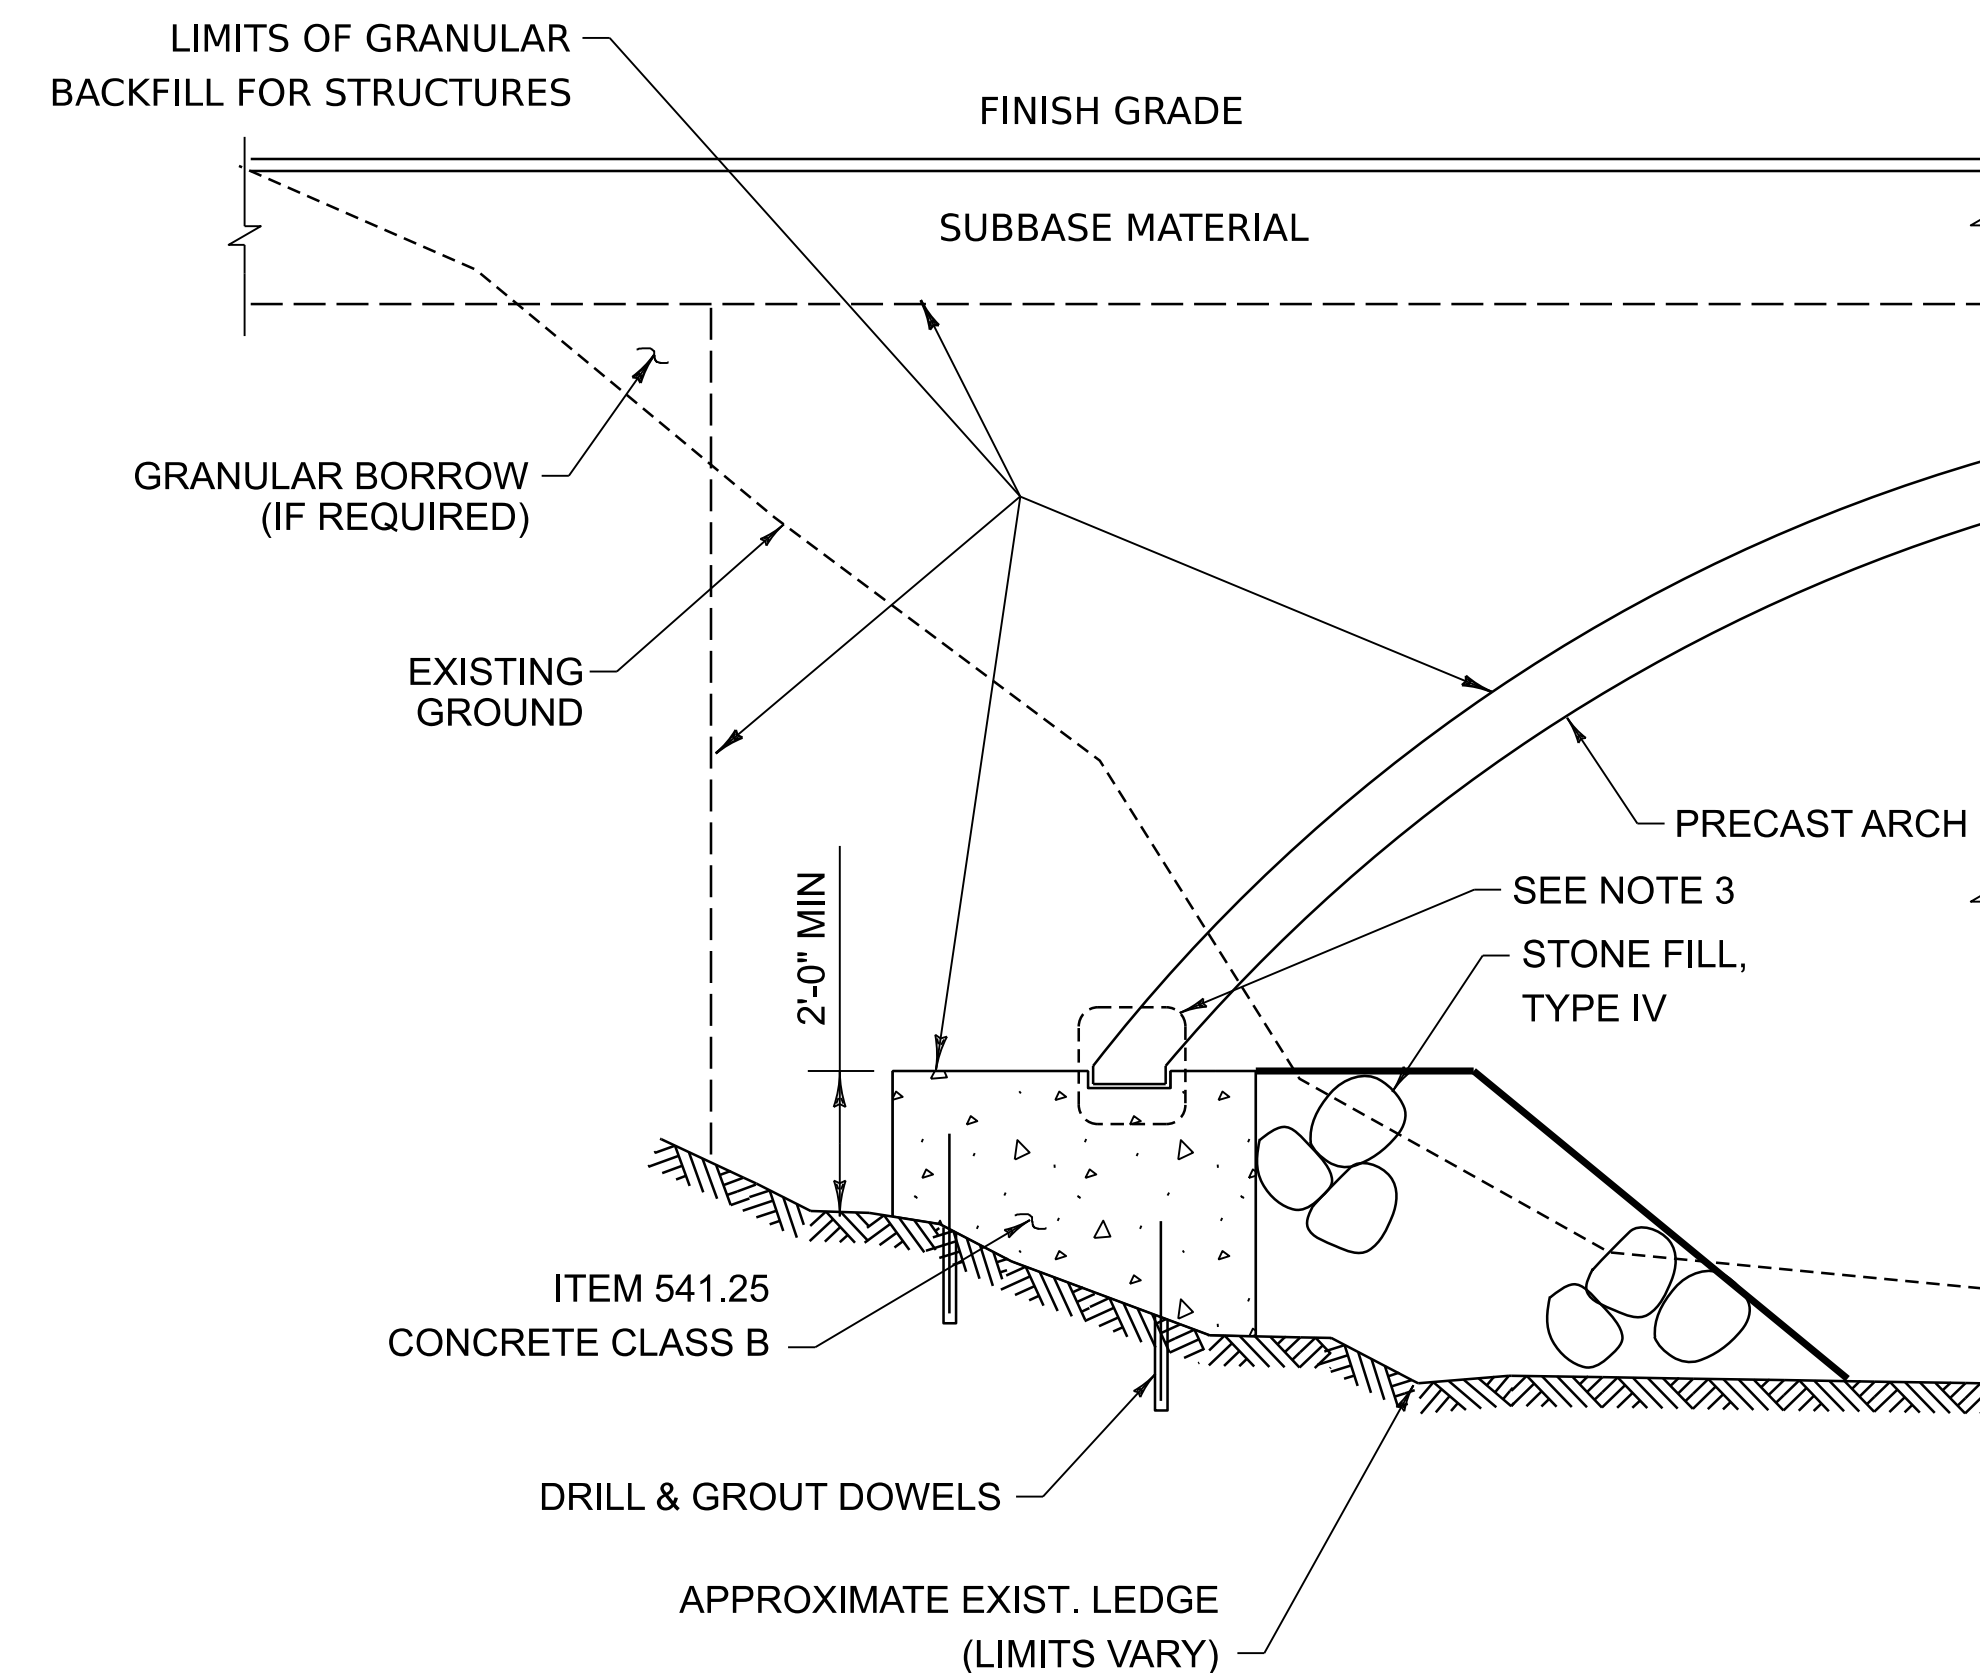 LIMITS OF GRANULAR
BACKFILL FOR STRUCTURES
FINISH GRADE
SUBBASE MATERIAL
GRANULAR BORROW
(IF REQUIRED)
EXISTING
GROUND
PRECAST ARCH
2'-0" MIN
SEE NOTE 3
STONE FILL,
TYPE IV
ITEM 541.25
CONCRETE CLASS B
DRILL & GROUT DOWELS
APPROXIMATE EXIST. LEDGE
(LIMITS VARY)